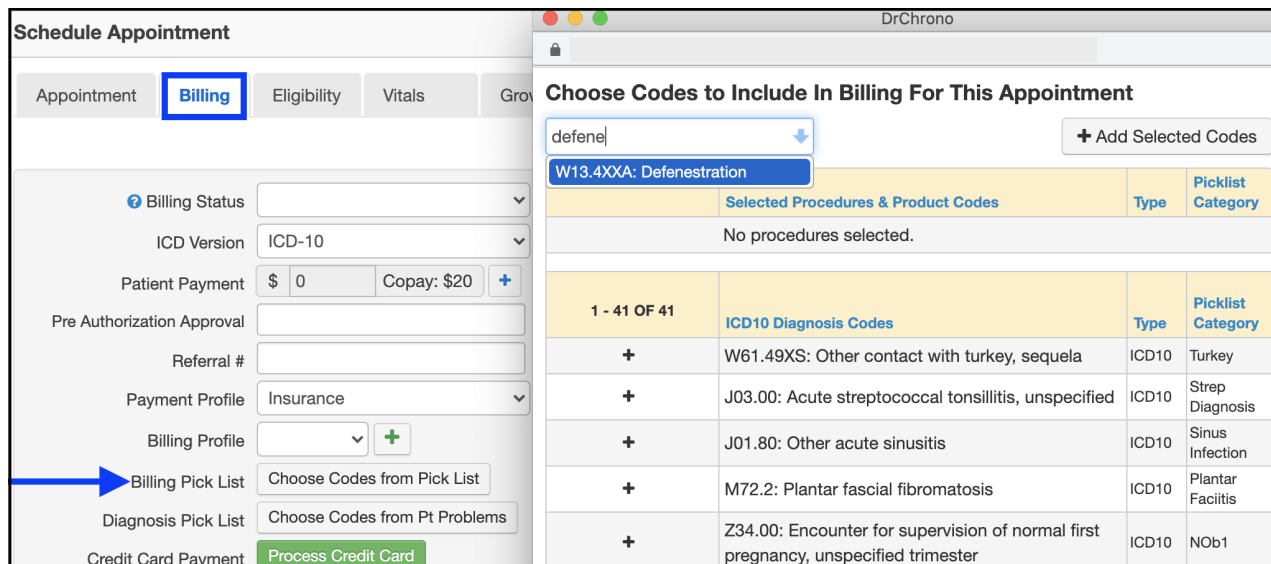 Schedule Appointment
Appointment
Billing
Eligibility
Vitals
Billing Status
ICD Version
ICD-10
Patient Payment
$ 0
Copay: $20
Pre Authorization Approval
Referral #
Payment Profile
Insurance
Billing Profile
Billing Pick List
Choose Codes from Pick List
Diagnosis Pick List
Choose Codes from Pt Problems
Credit Card Payment
Process Credit Card
DrChrono
Choose Codes to Include In Billing For This Appointment
defene
+ Add Selected Codes
W13.4XXA: Defenestration
Selected Procedures & Product Codes
Type
Picklist
Category
No procedures selected.
1 - 41 OF 41
ICD10 Diagnosis Codes
Type
Picklist
Category
W61.49XS: Other contact with turkey, sequela
ICD10
Turkey
J03.00: Acute streptococcal tonsillitis, unspecified
ICD10
Strep
Diagnosis
J01.80: Other acute sinusitis
ICD10
Sinus
Infection
M72.2: Plantar fascial fibromatosis
ICD10
Plantar
Faciitis
Z34.00: Encounter for supervision of normal first
pregnancy, unspecified trimester
ICD10
NOb1